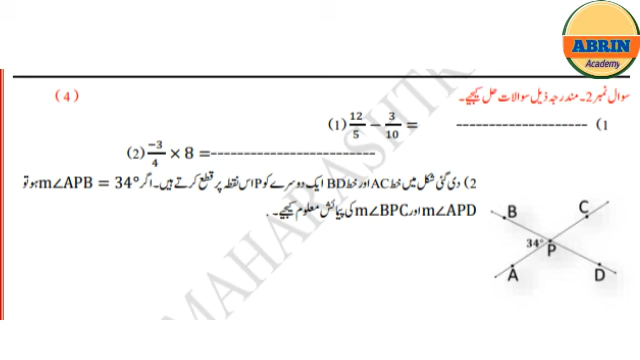 ABRIN
Academy
سوال نمبر 2۔ مندرجہ ذیل سوالات حل کیجیے۔ (4)
(1 (1) 12/5 − 3/10 = --------------------
(2) −3/4 × 8 =-------------------------
(2 دی گئی شکل میں خط AC اور خط BD ایک دوسرے کو P اس نقطہ پر قطع کرتے ہیں۔ اگر m∠APB = 34° ہو تو
m∠APD اور m∠BPC کی پیمائش معلوم کیجیے۔ .
B
C
34°
P
A
D
MAHARASHTR